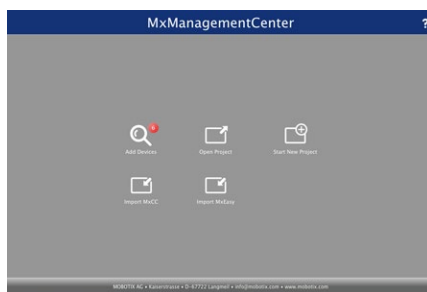 MxManagementCenter
?
6
Add Devices
Open Project
Start New Project
Import MxCC
Import MxEasy
MOBOTIX AG • Kaiserstrasse • D-67722 Langmeil • info@mobotix.com • www.mobotix.com